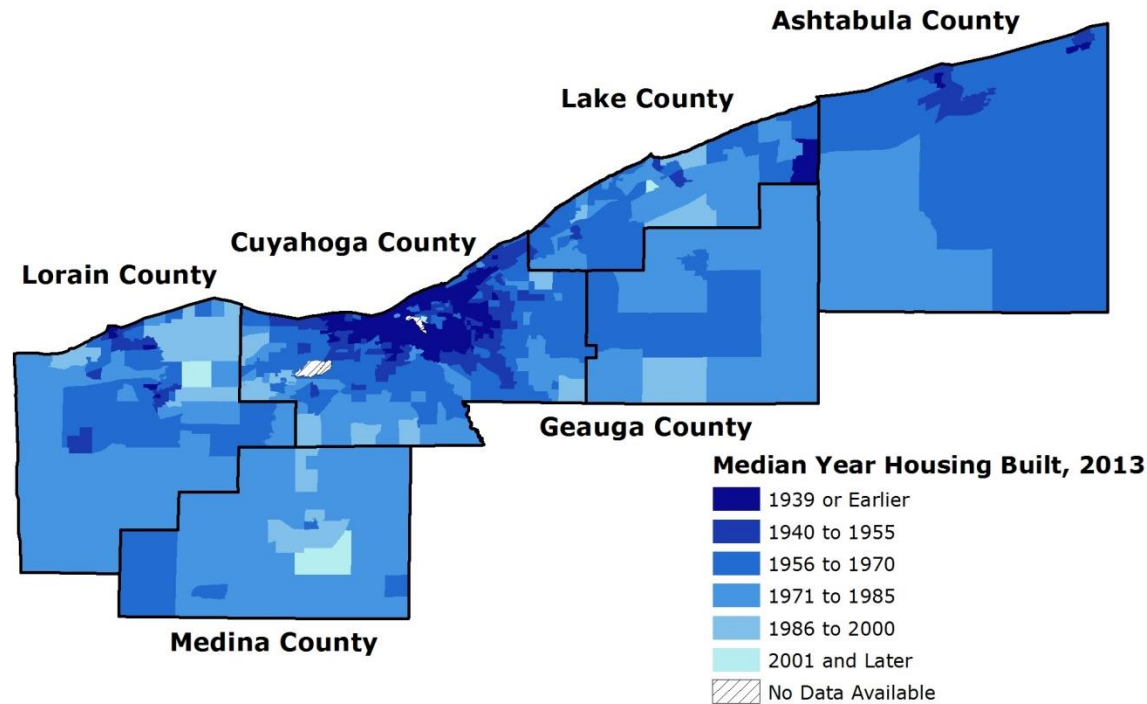 Ashtabula County
Lake County
Cuyahoga County
Lorain County
Geauga County
Medina County
Median Year Housing Built, 2013
1939 or Earlier
1940 to 1955
1956 to 1970
1971 to 1985
1986 to 2000
2001 and Later
No Data Available